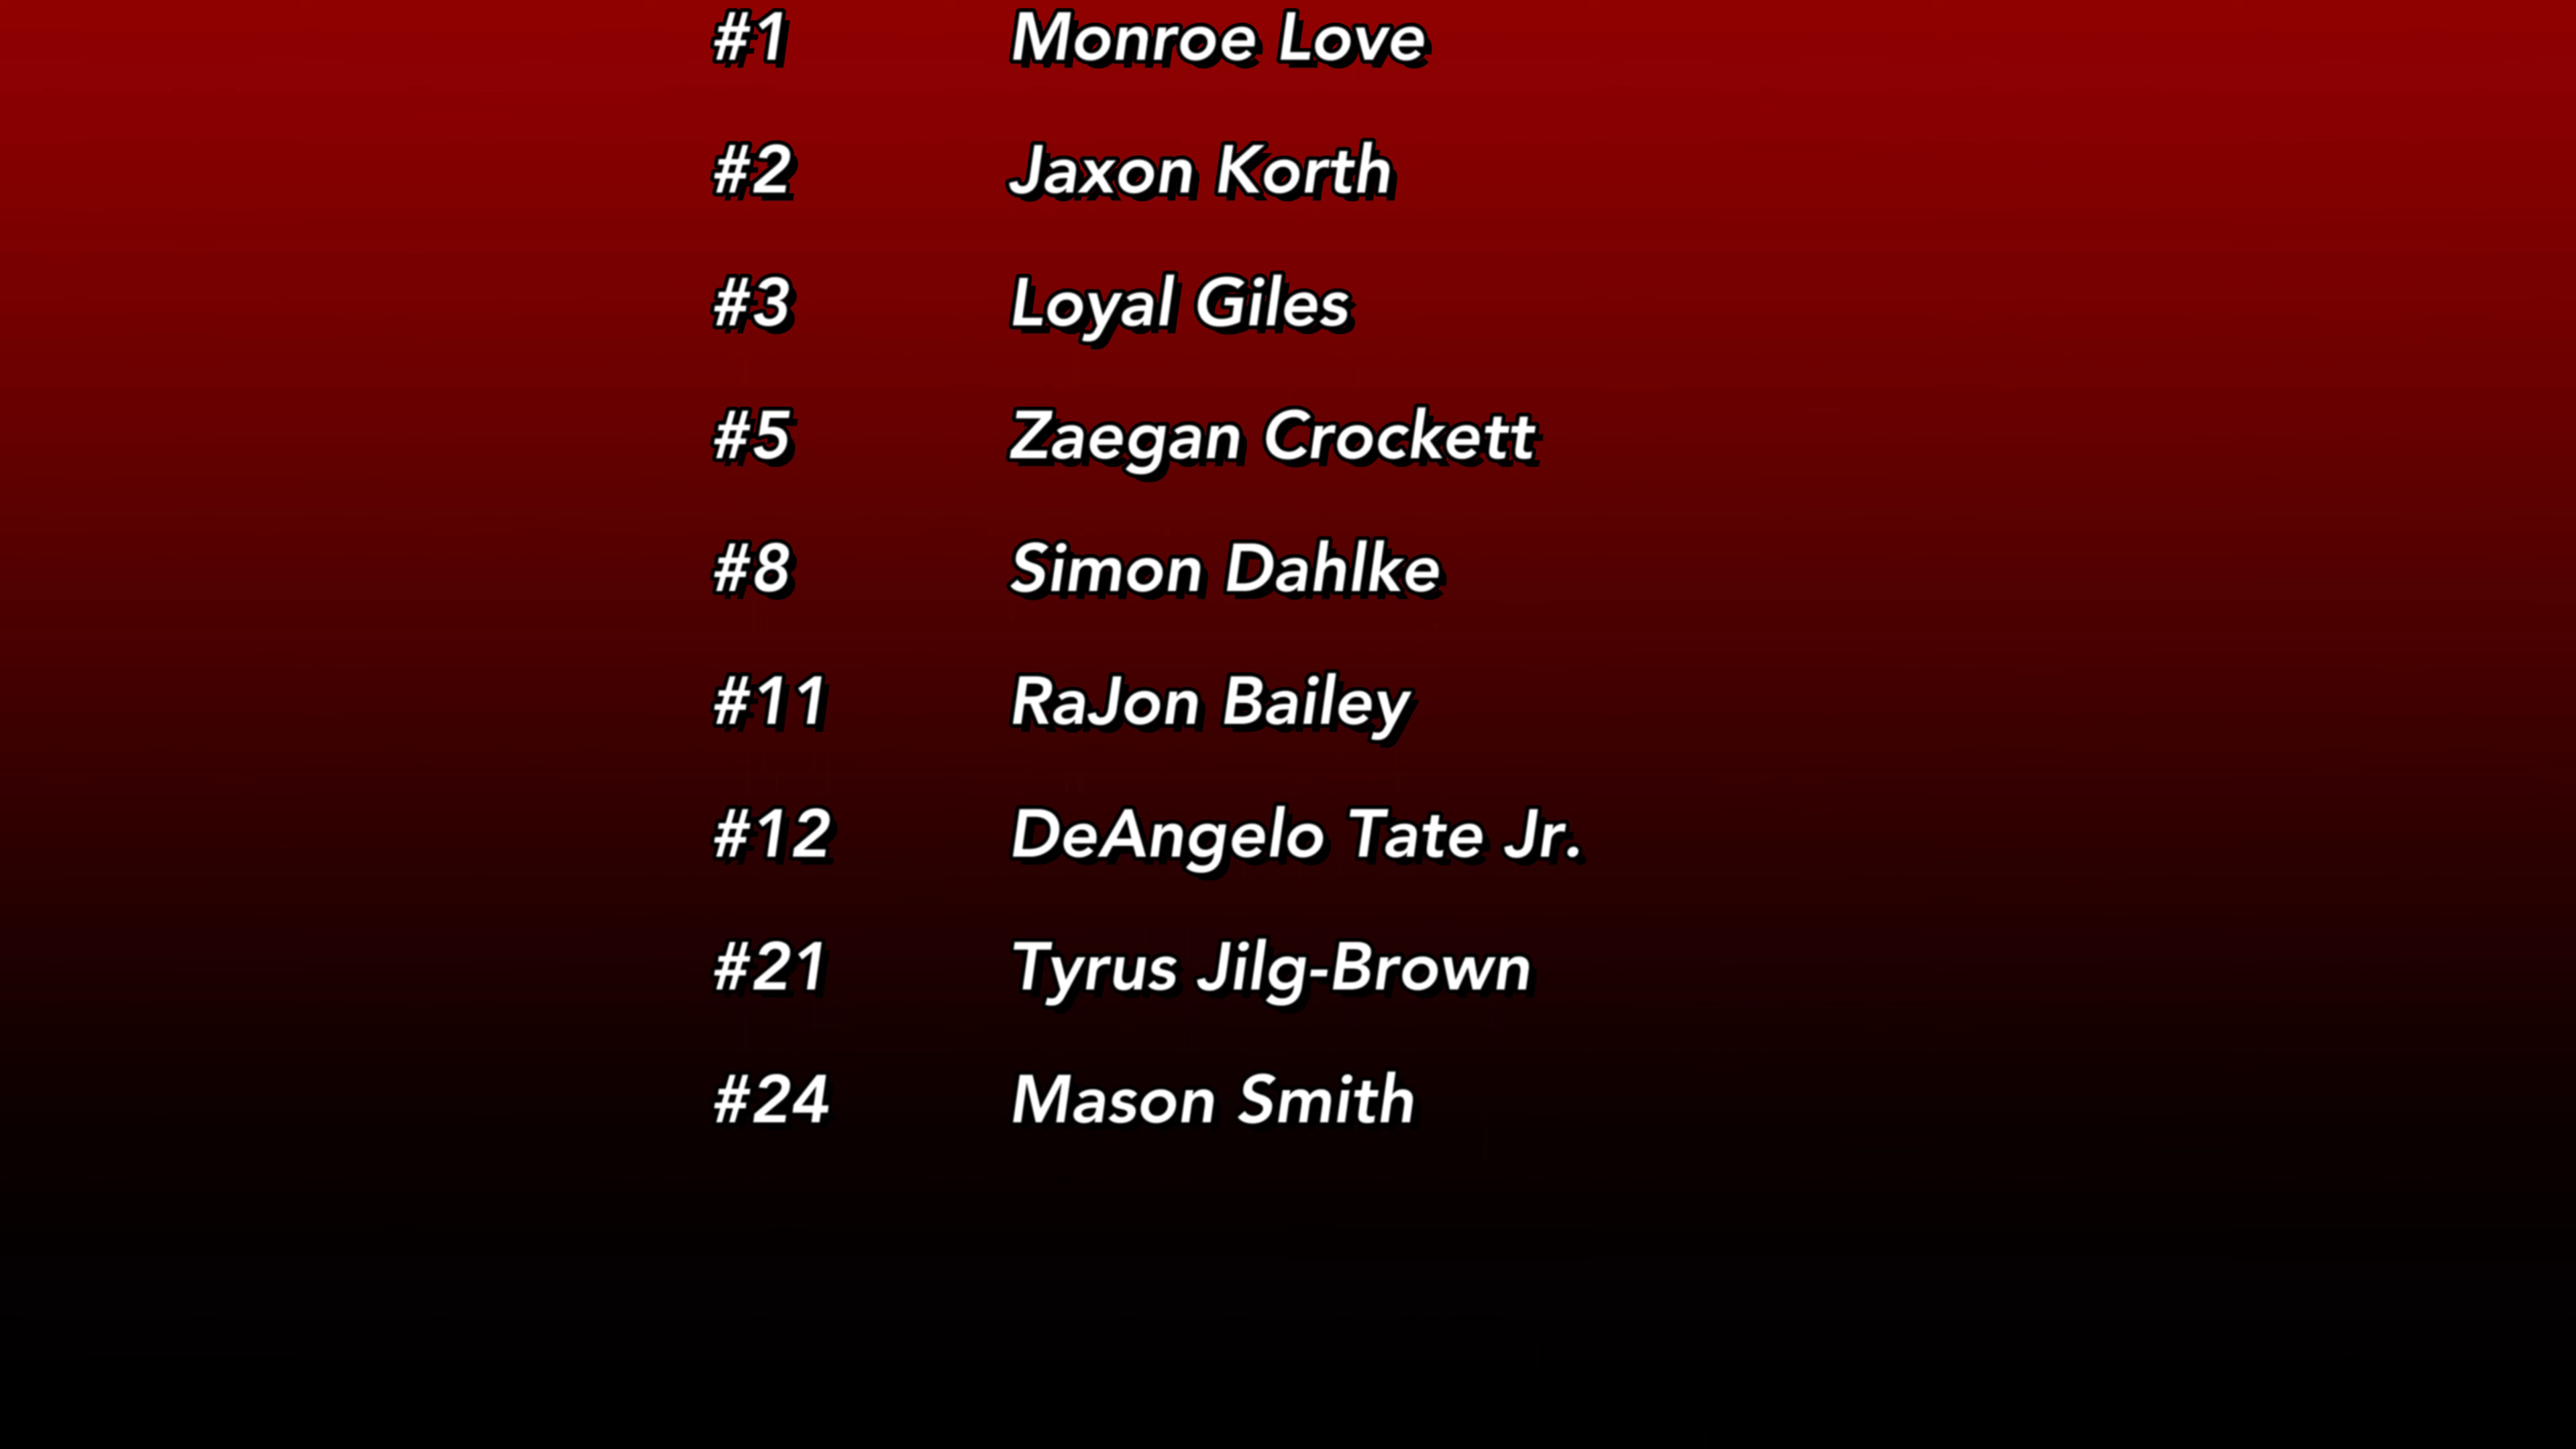 #1 Monroe Love
#2 Jaxon Korth
#3 Loyal Giles
#5 Zaegan Crockett
#8 Simon Dahlke
#11 RaJon Bailey
#12 DeAngelo Tate Jr.
#21 Tyrus Jilg-Brown
#24 Mason Smith